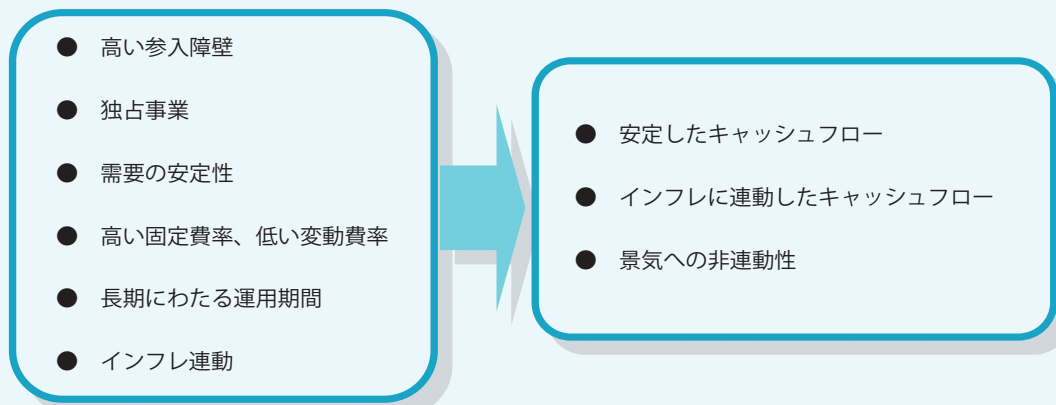 ● 高い参入障壁
● 独占事業
● 需要の安定性
● 高い固定費率、低い変動費率
● 長期にわたる運用期間
● インフレ連動
● 安定したキャッシュフロー
● インフレに連動したキャッシュフロー
● 景気への非連動性